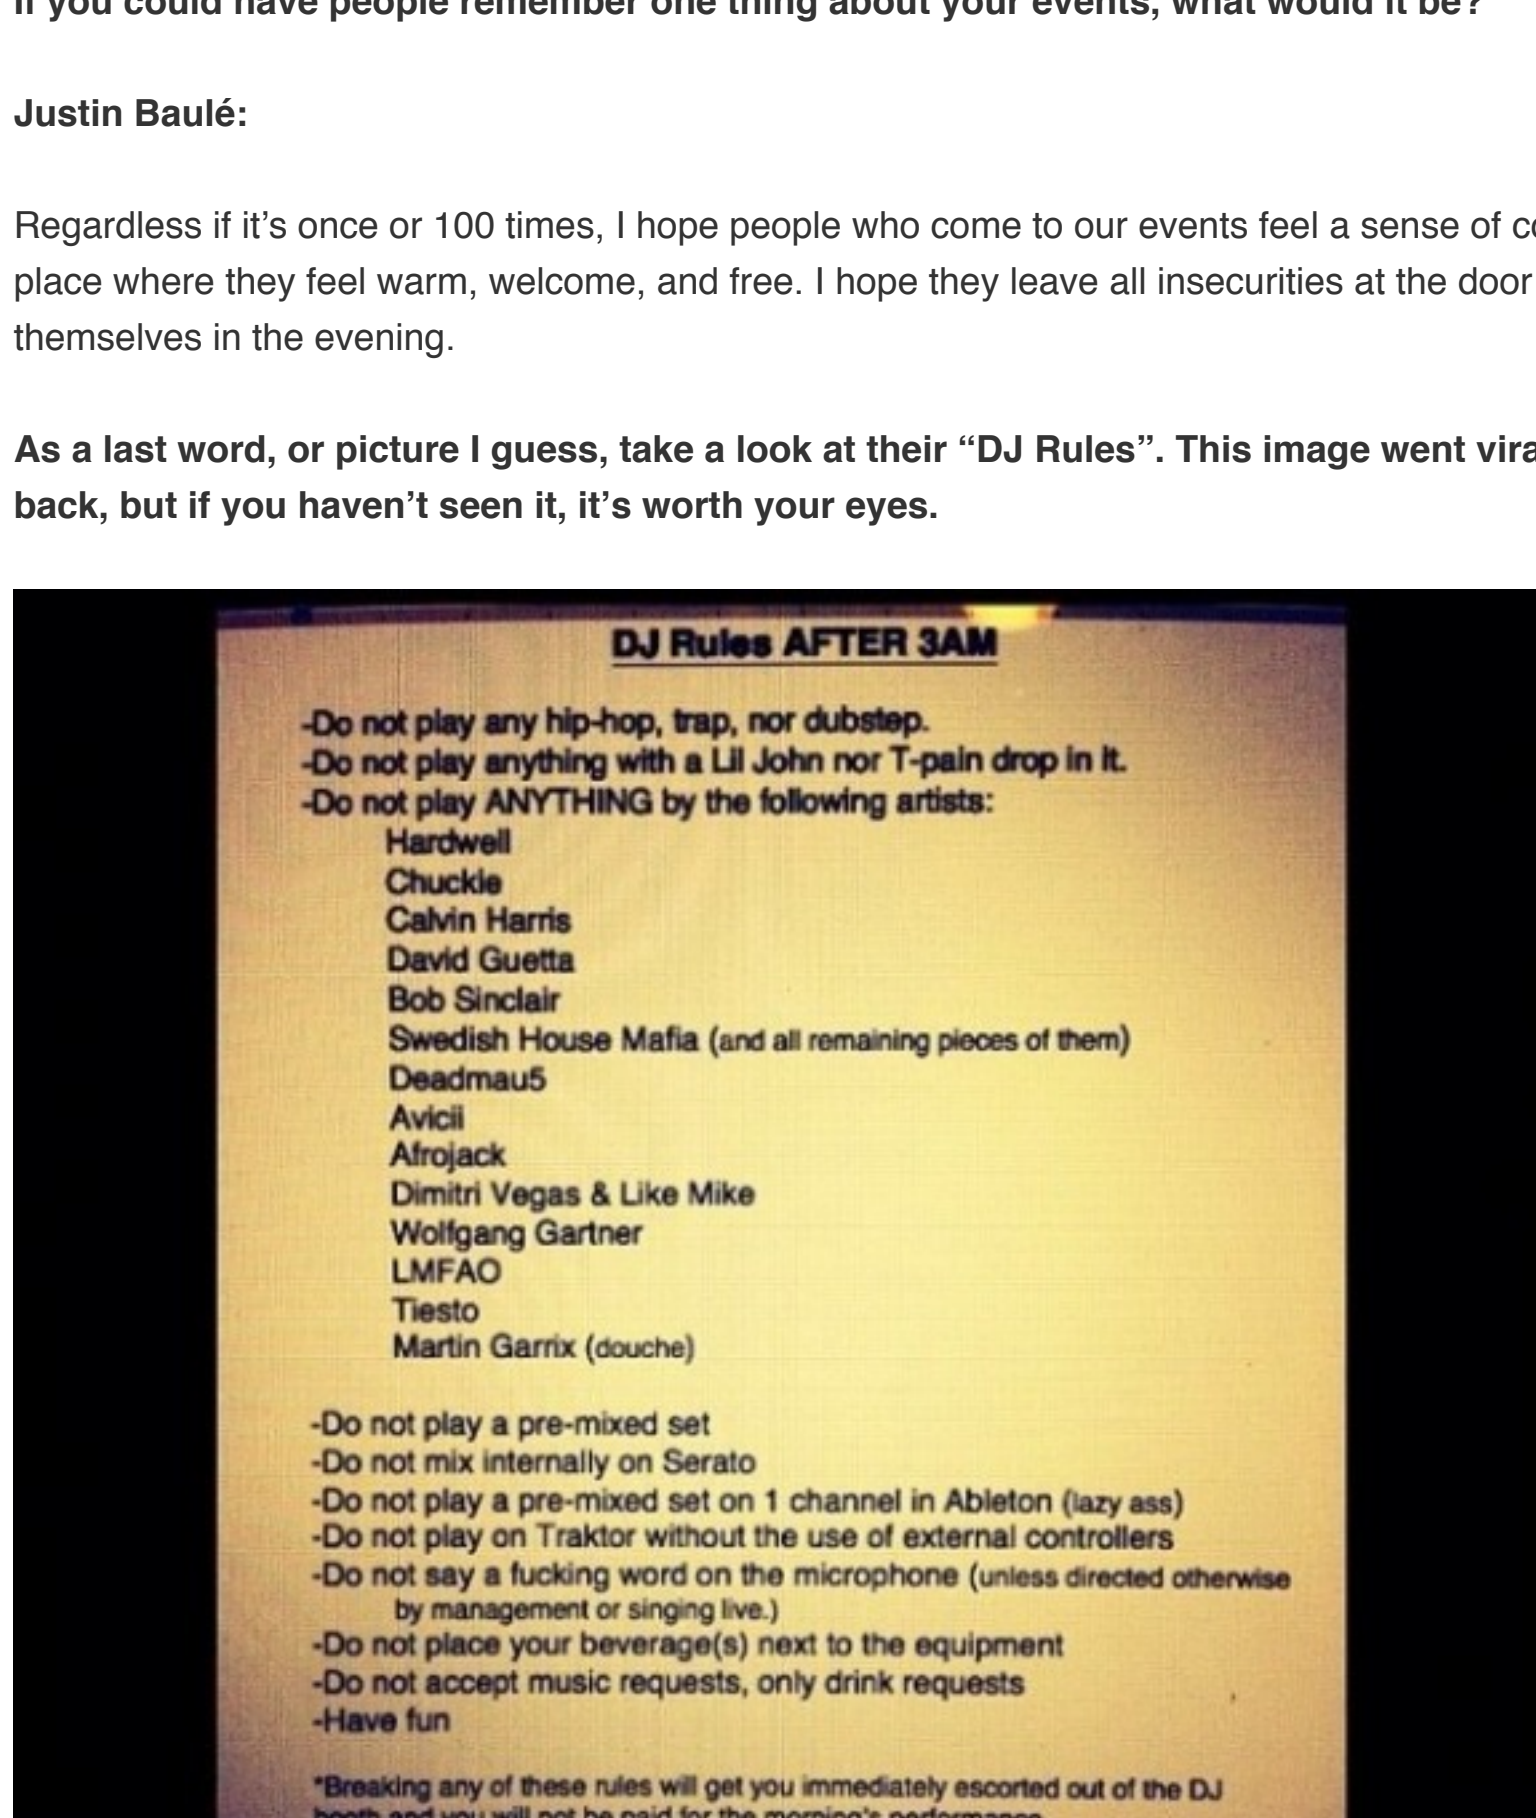 If you could have people remember one thing about your events, what would it be?
Justin Baulé:
Regardless if it’s once or 100 times, I hope people who come to our events feel a sense of
place where they feel warm, welcome, and free. I hope they leave all insecurities at the door
themselves in the evening.
As a last word, or picture I guess, take a look at their “DJ Rules”. This image went
back, but if you haven’t seen it, it’s worth your eyes.
DJ Rules AFTER 3AM
-Do not play any hip-hop, trap, nor dubstep.
-Do not play anything with a Lil John nor T-pain drop in it.
-Do not play ANYTHING by the following artists:
Hardwell
Chuckie
Calvin Harris
David Guetta
Bob Sinclair
Swedish House Mafia (and all remaining pieces of them)
Deadmau5
Avicii
Afrojack
Dimitri Vegas & Like Mike
Wolfgang Gartner
LMFAO
Tiesto
Martin Garrix (douche)
-Do not play a pre-mixed set
-Do not mix internally on Serato
-Do not play a pre-mixed set on 1 channel in Ableton (lazy ass)
-Do not play on Traktor without the use of external controllers
-Do not say a fucking word on the microphone (unless directed otherwise
by management or singing live.)
-Do not place your beverage(s) next to the equipment
-Do not accept music requests, only drink requests
-Have fun
*Breaking any of these rules will get you immediately escorted out of the DJ
booth and you will not be paid for the morning's performance